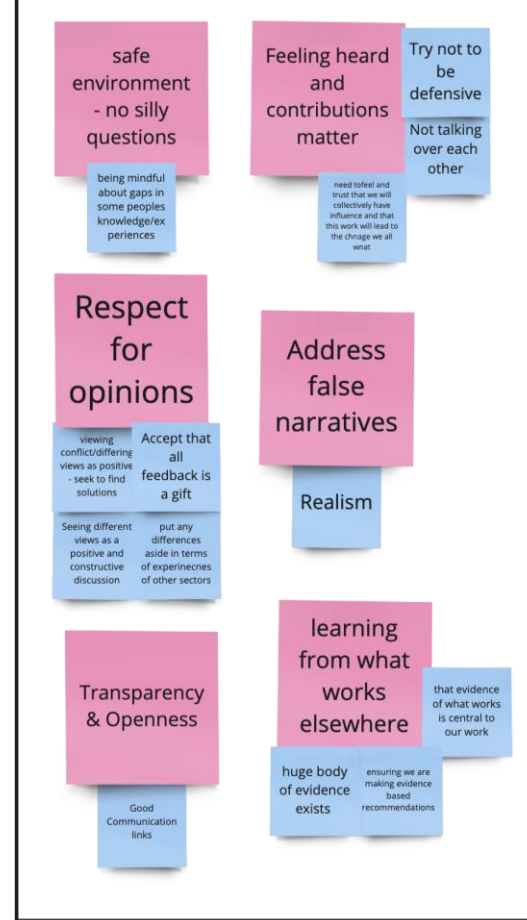 safe
environment
- no silly
questions
being mindful
about gaps in
some peoples
knowledge/ex
periences
Feeling heard
and
contributions
matter
Try not to
be
defensive
Not talking
over each
other
need tofeel and
trust that we will
collectively have
influence and that
this work will lead to
the chnage we all
wnat
Respect
for
opinions
viewing
conflict/differing
views as positive
- seek to find
solutions
Accept that
all
feedback is
a gift
Seeing different
views as a
positive and
constructive
discussion
put any
differences
aside in terms
of experinecnes
of other sectors
Address
false
narratives
Realism
Transparency
& Openness
Good
Communication
links
learning
from what
works
elsewhere
that evidence
of what works
is central to
our work
huge body
of evidence
exists
ensuring we are
making evidence
based
recommendations